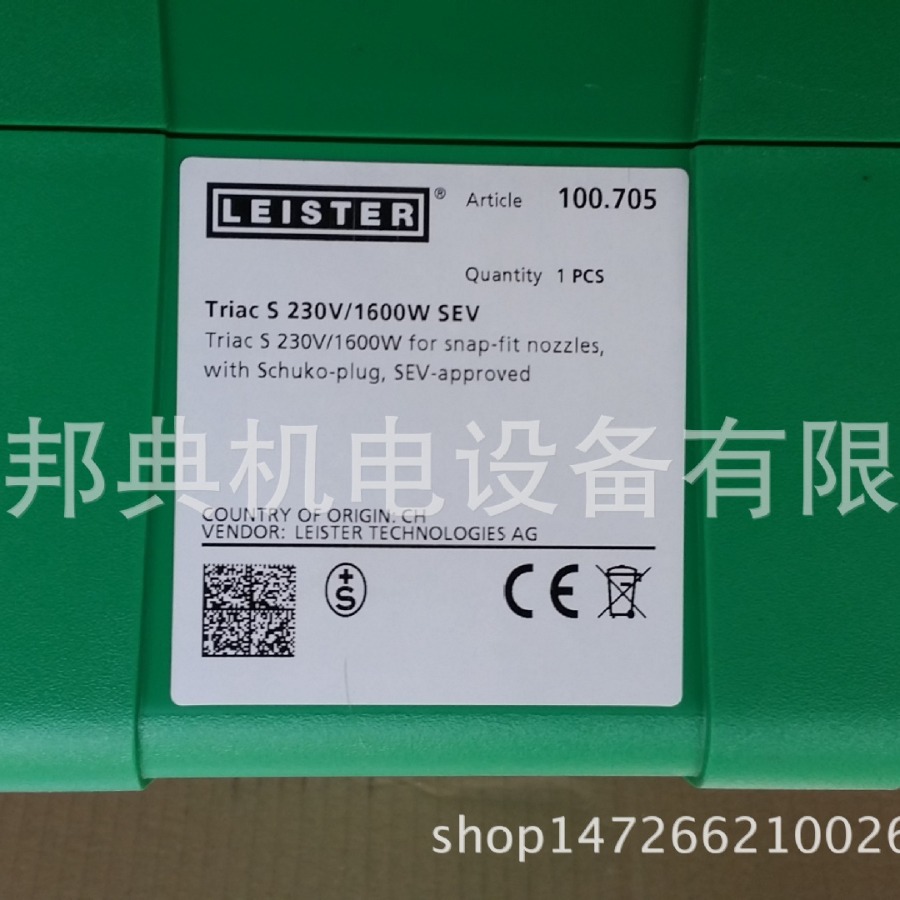 LEISTER® Article 100.705
Quantity 1 PCS
Triac S 230V/1600W SEV
Triac S 230V/1600W for snap-fit nozzles,
with Schuko-plug, SEV-approved
邦典机电设备有限
COUNTRY OF ORIGIN: CH
VENDOR: LEISTER TECHNOLOGIES AG
+S
CE
shop147266210026